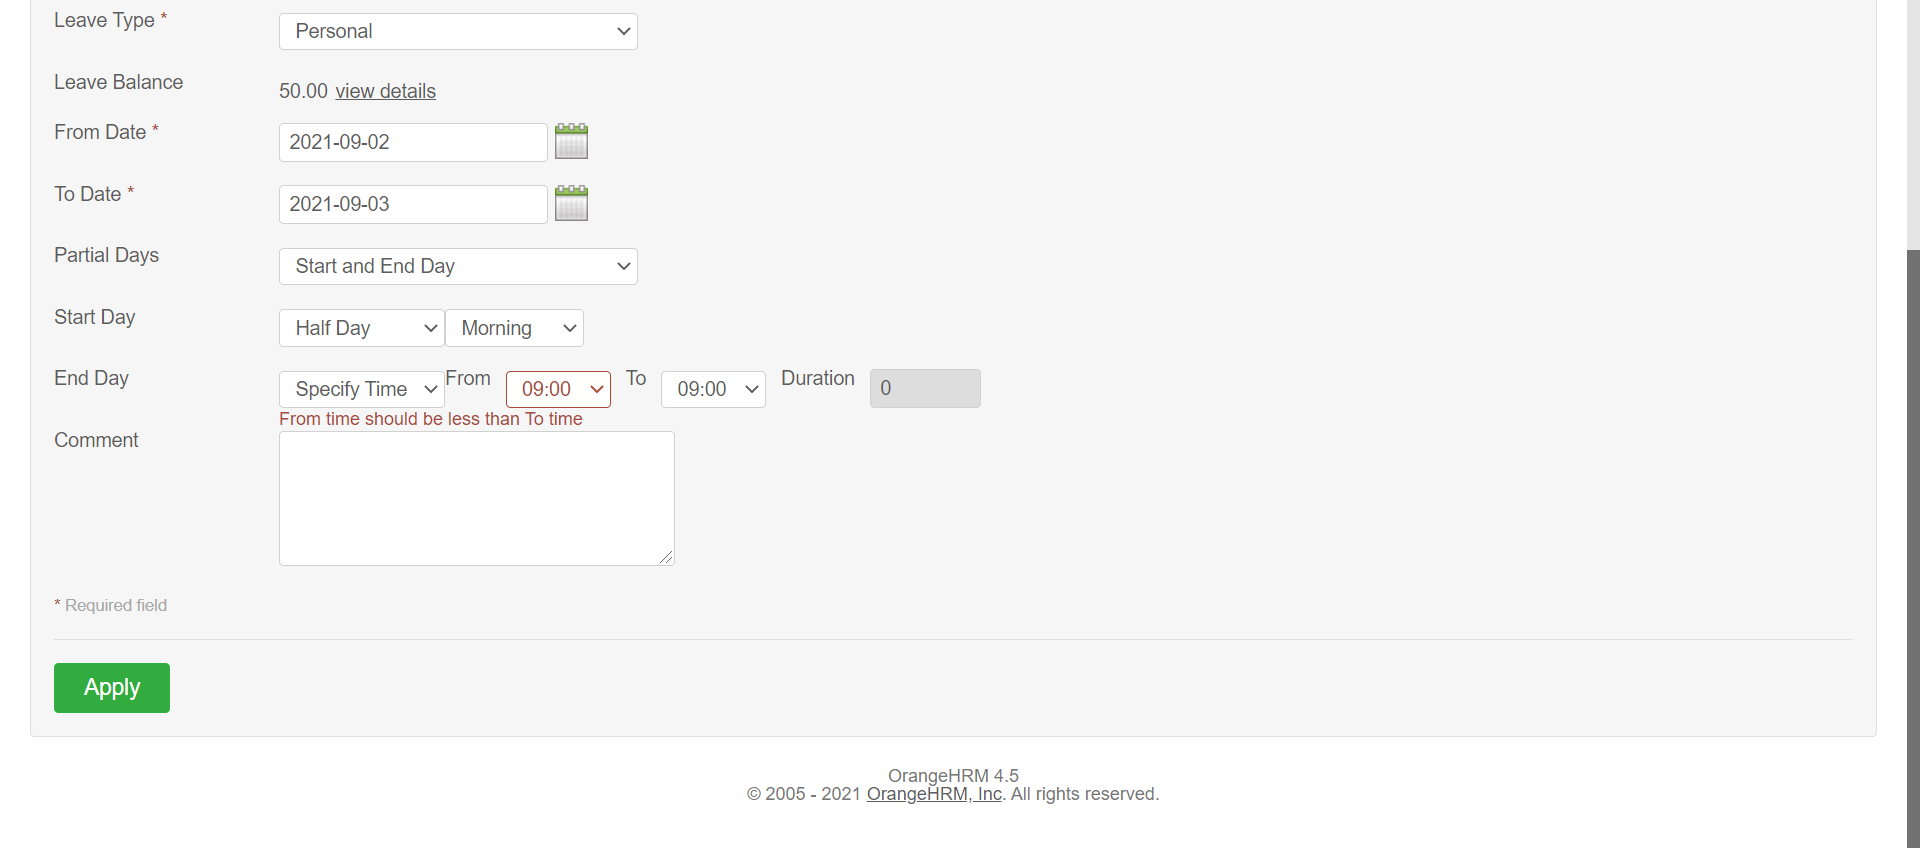 Leave Type * Personal
Leave Balance 50.00 view details
From Date * 2021-09-02
To Date * 2021-09-03
Partial Days Start and End Day
Start Day Half Day Morning
End Day Specify Time From 09:00 To 09:00 Duration 0
From time should be less than To time
Comment
* Required field
Apply
OrangeHRM 4.5
© 2005 - 2021 OrangeHRM, Inc. All rights reserved.